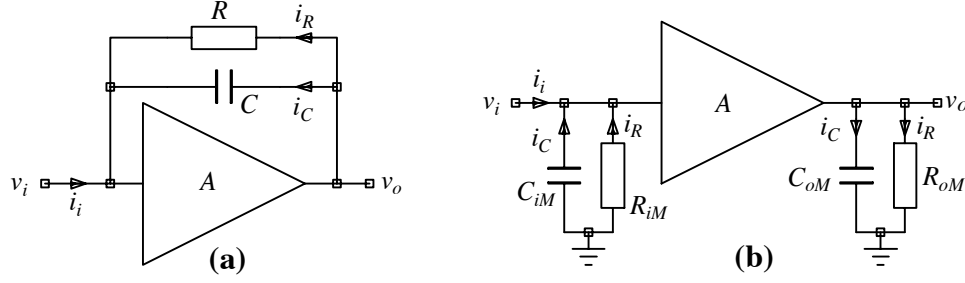 R
i_R
C
i_C
v_i
i_i
A
v_o
(a)
v_i
i_i
A
v_o
i_C
i_R
C_iM
R_iM
i_C
i_R
C_oM
R_oM
(b)